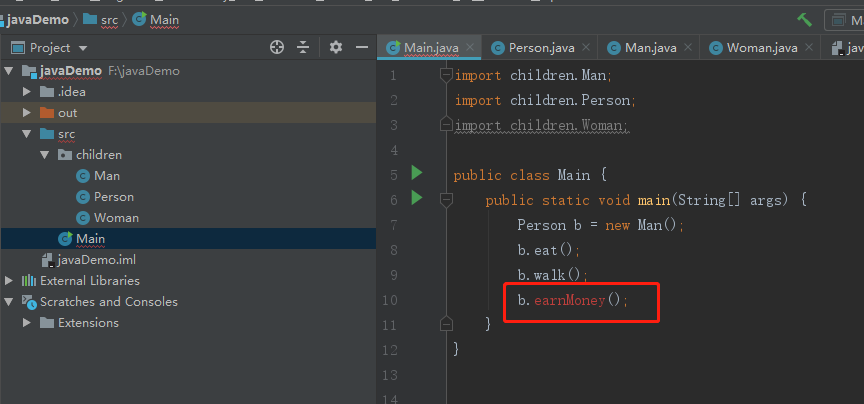 javaDemo src Main
Project
Main.java Person.java Man.java Woman.java
javaDemo F:\javaDemo
.idea
out
src
children
Man
Person
Woman
Main
javaDemo.iml
External Libraries
Scratches and Consoles
Extensions
1 import children.Man;
2 import children.Person;
3 import children.Woman;
4
5 public class Main {
6 public static void main(String[] args) {
7 Person b = new Man();
8 b.eat();
9 b.walk();
10 b.earnMoney();
11 }
12 }
13
14